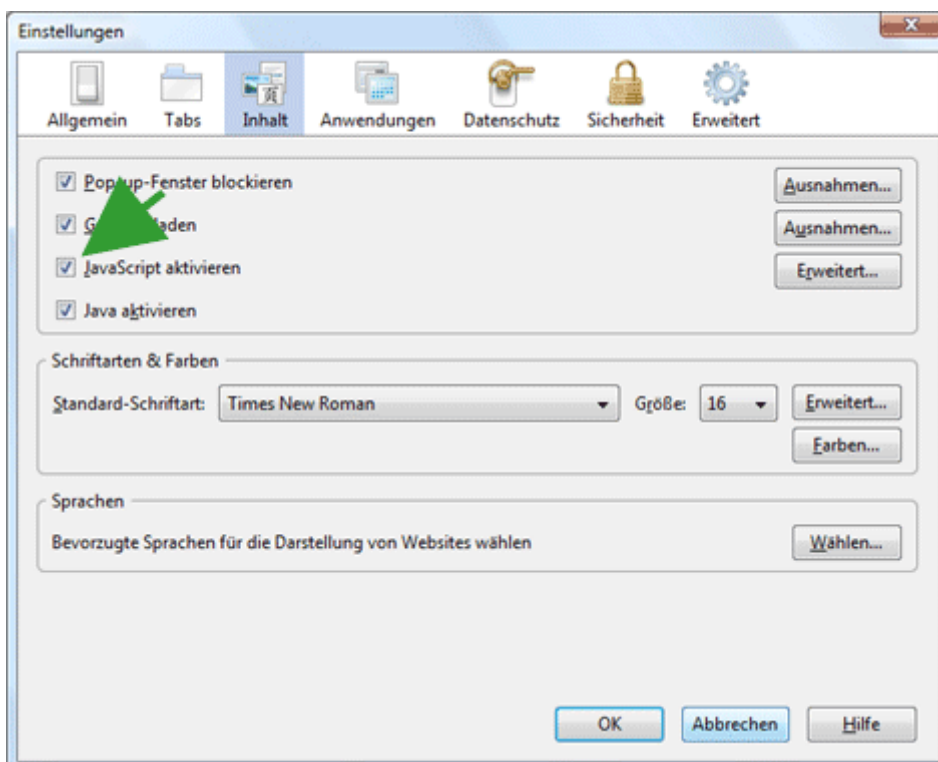 Einstellungen
Allgemein Tabs Inhalt Anwendungen Datenschutz Sicherheit Erweitert
Pop-up-Fenster blockieren Ausnahmen...
laden Ausnahmen...
JavaScript aktivieren Erweitert...
Java aktivieren
Schriftarten & Farben
Standard-Schriftart: Times New Roman Größe: 16 Erweitert...
Farben...
Sprachen
Bevorzugte Sprachen für die Darstellung von Websites wählen Wählen...
OK Abbrechen Hilfe